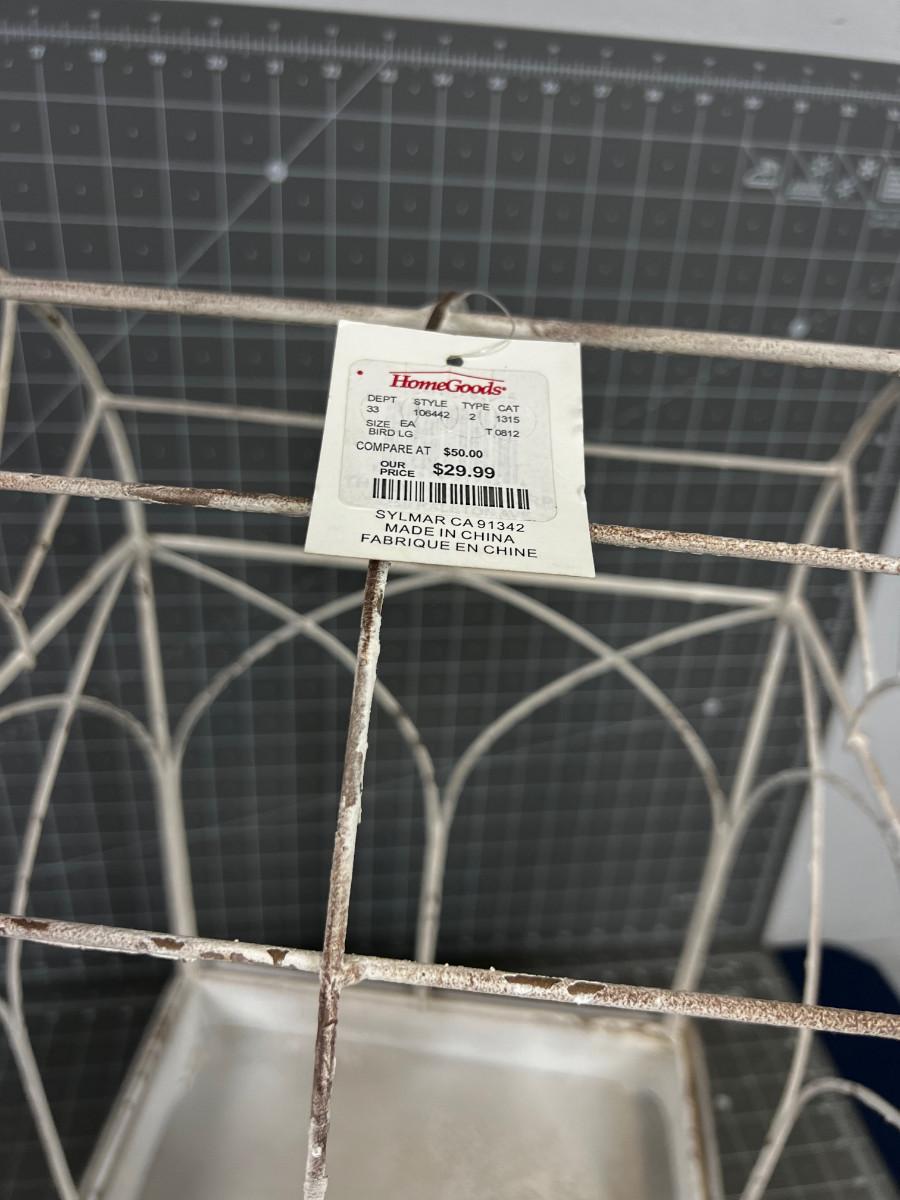 HomeGoods
DEPT STYLE TYPE CAT
33 106442 2 1315
SIZE EA
BIRD LG T 0812
COMPARE AT $50.00
OUR PRICE $29.99
SYLMAR CA 91342
MADE IN CHINA
FABRIQUE EN CHINE